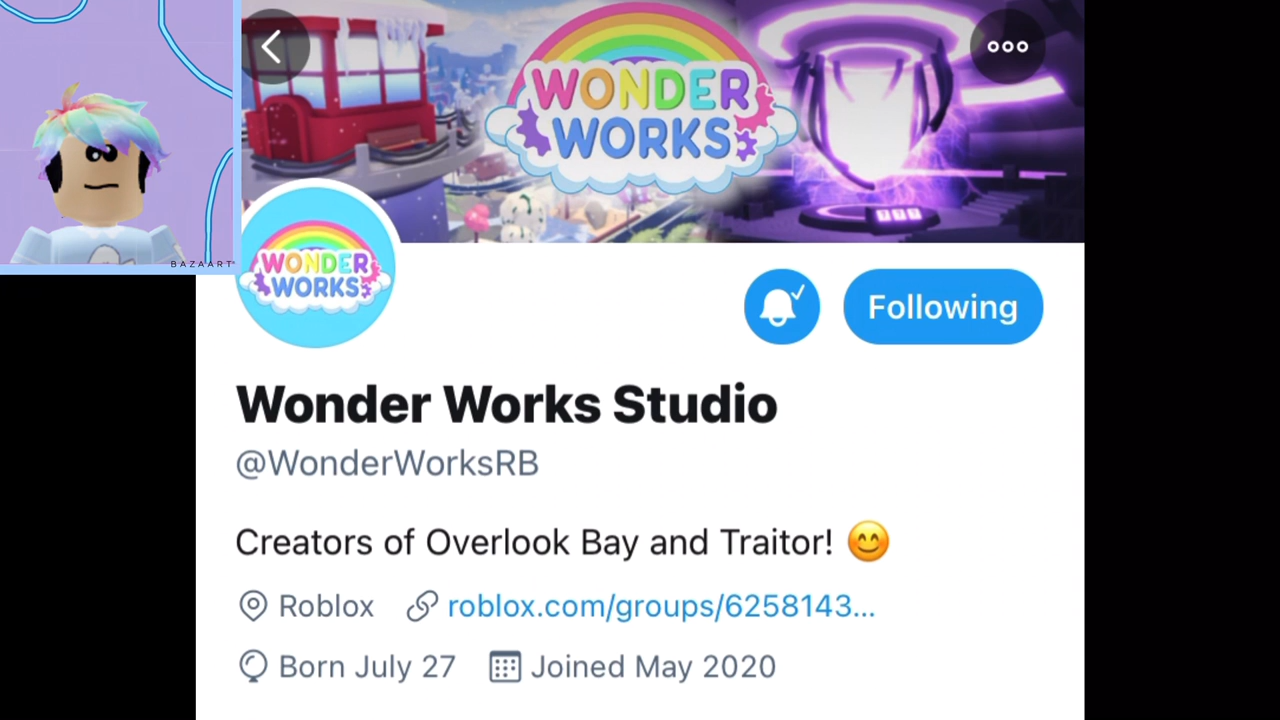 WONDER
WORKS
BAZAART
WONDER
WORKS
Following
Wonder Works Studio
@WonderWorksRB
Creators of Overlook Bay and Traitor! 😊
Roblox roblox.com/groups/6258143...
Born July 27 Joined May 2020